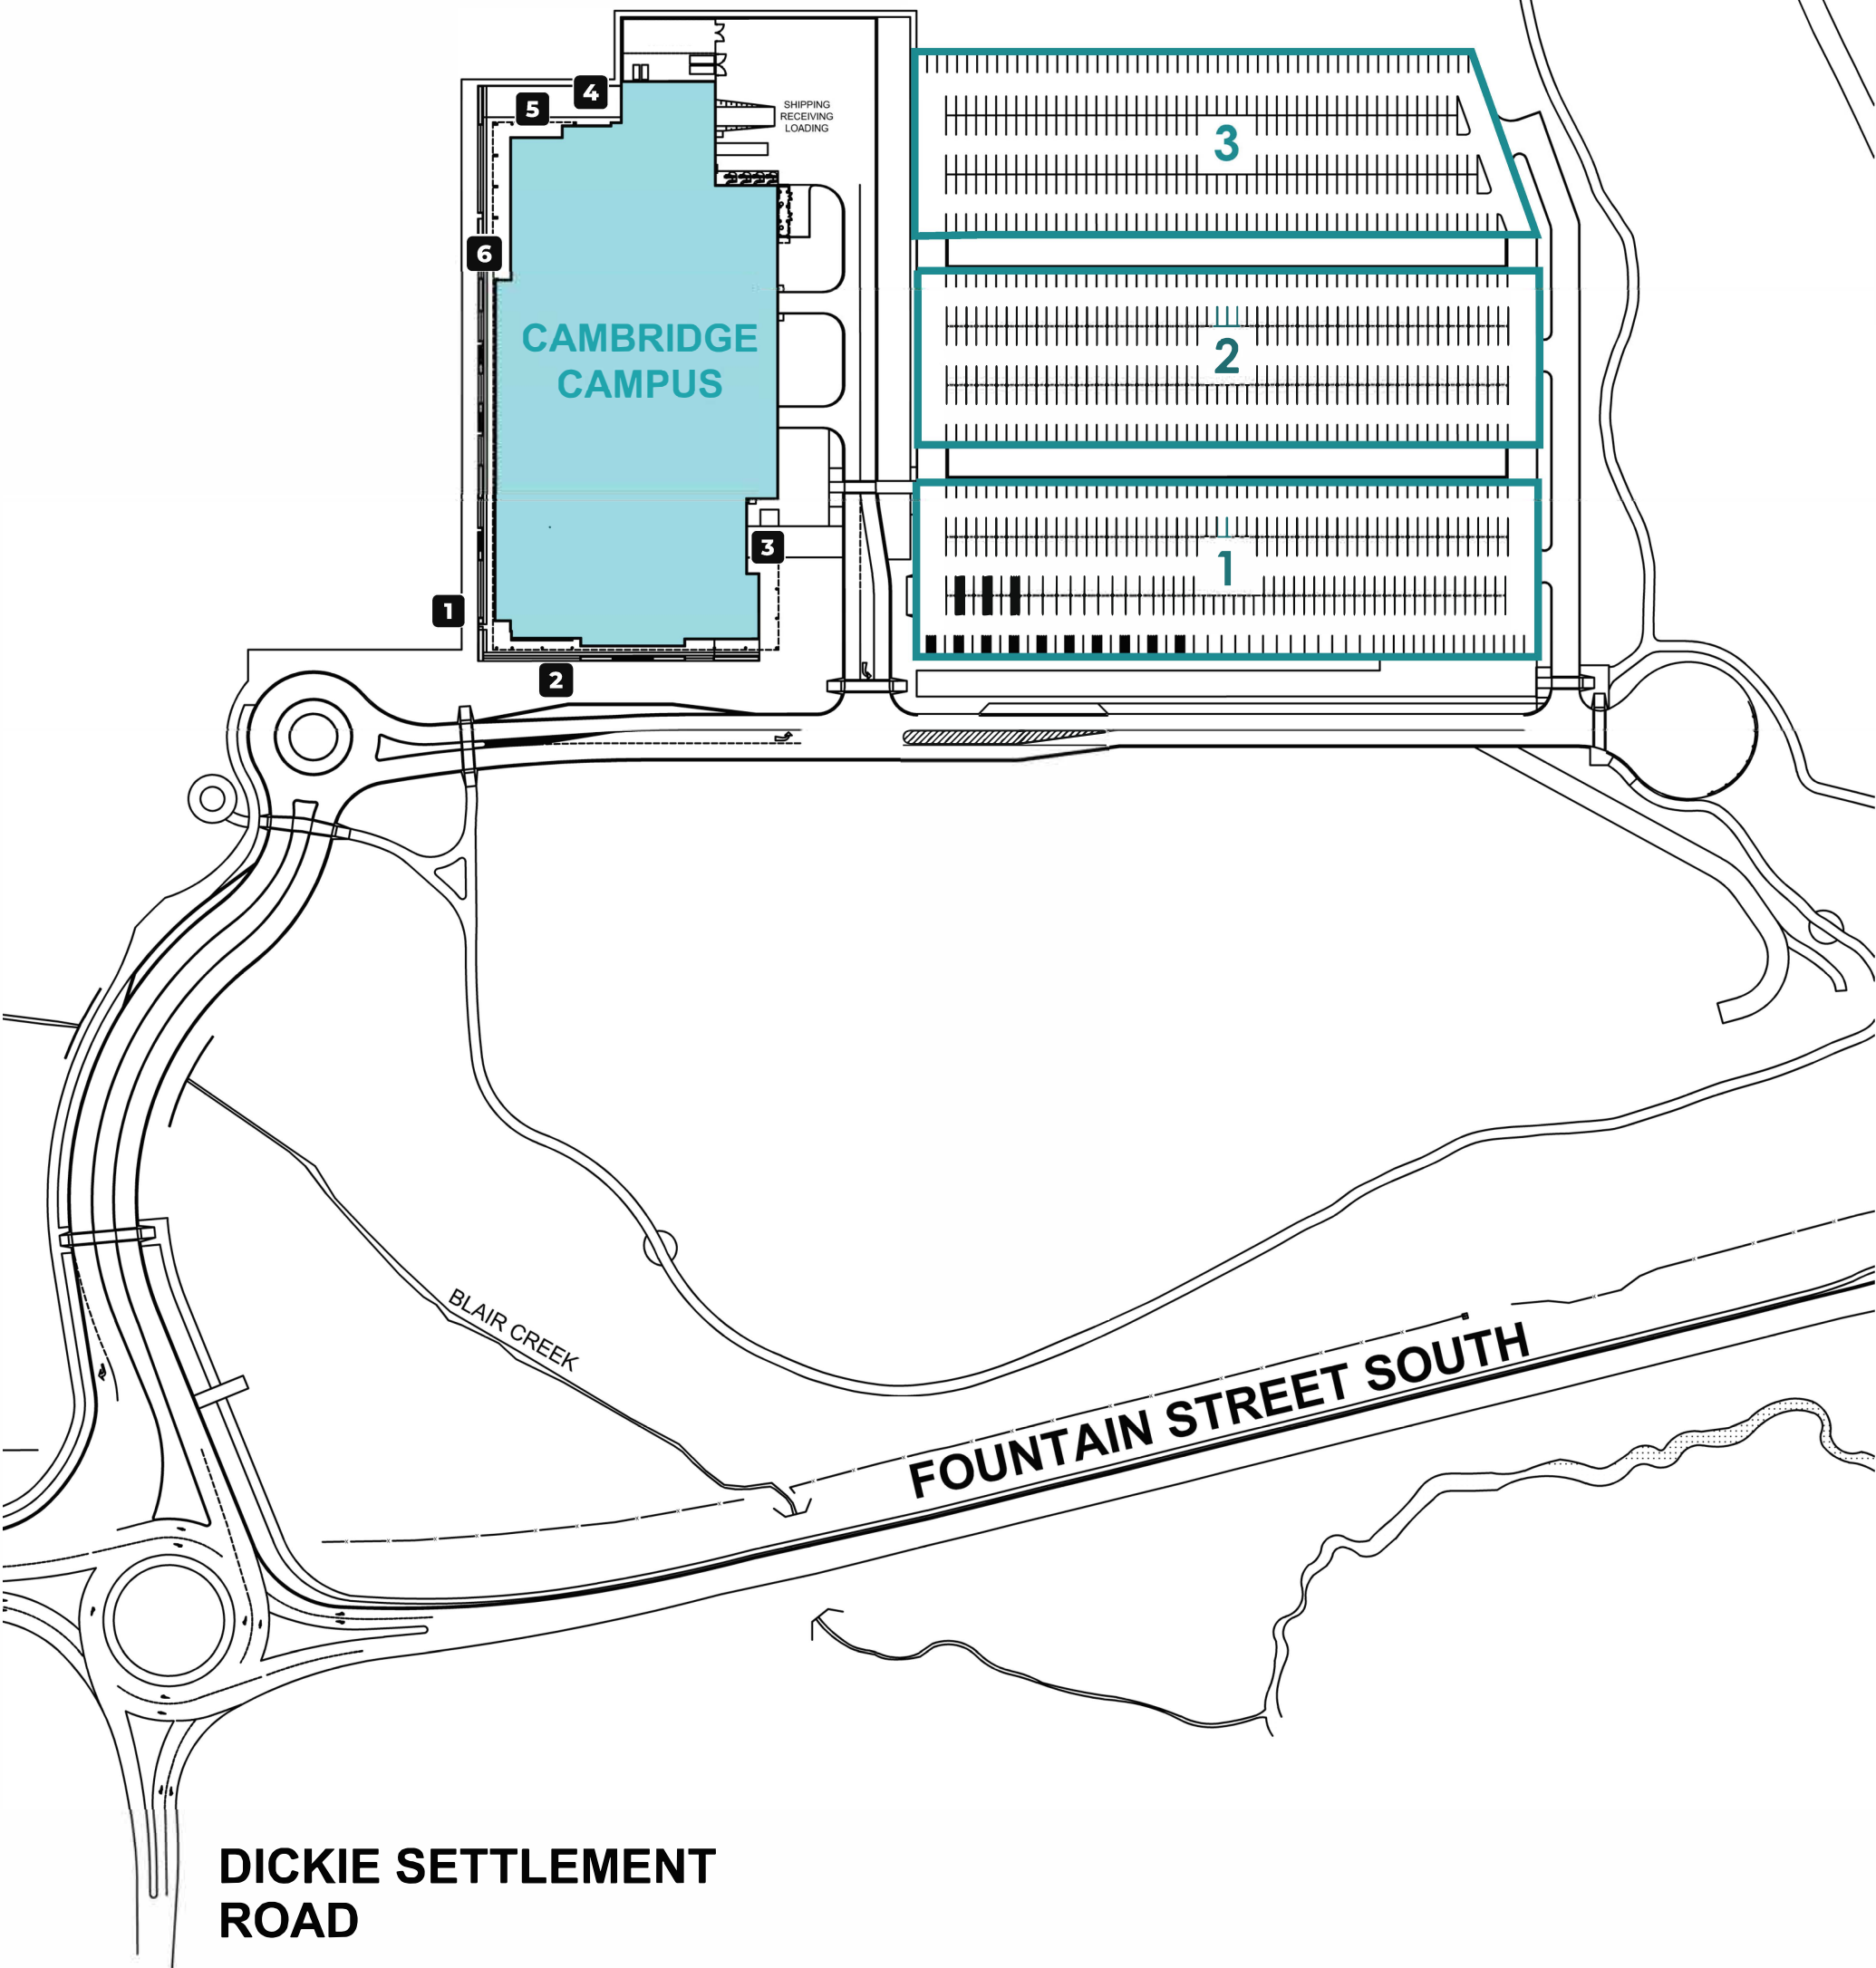 4
5
SHIPPING
RECEIVING
LOADING
3
6
CAMBRIDGE
CAMPUS
2
3
1
1
2
BLAIR CREEK
FOUNTAIN STREET SOUTH
DICKIE SETTLEMENT
ROAD